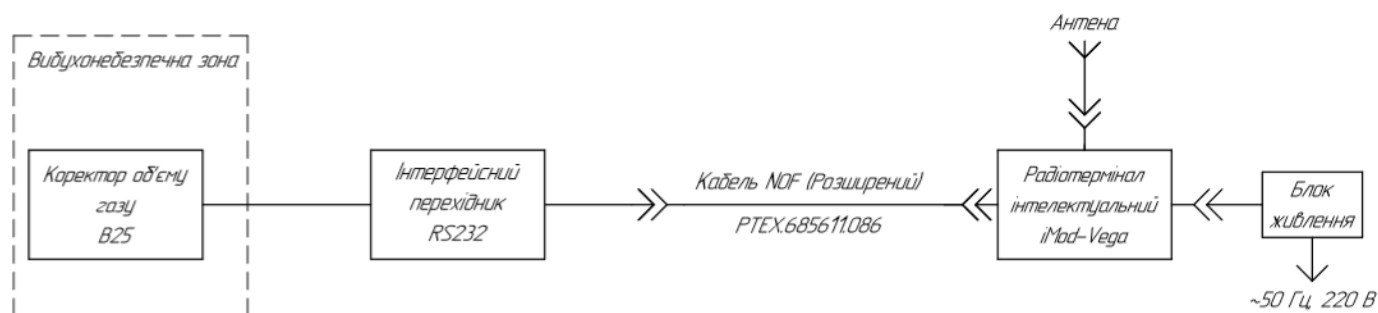 Антена
Вибухонебезпечна зона
Коректор об'єму
газу
В25
Інтерфейсний
перехідник
RS232
Кабель NOF (Розширений)
РТЕХ.685611.086
Радіотермінал
інтелектуальний
iMod-Vega
Блок
живлення
~50 Гц, 220 В